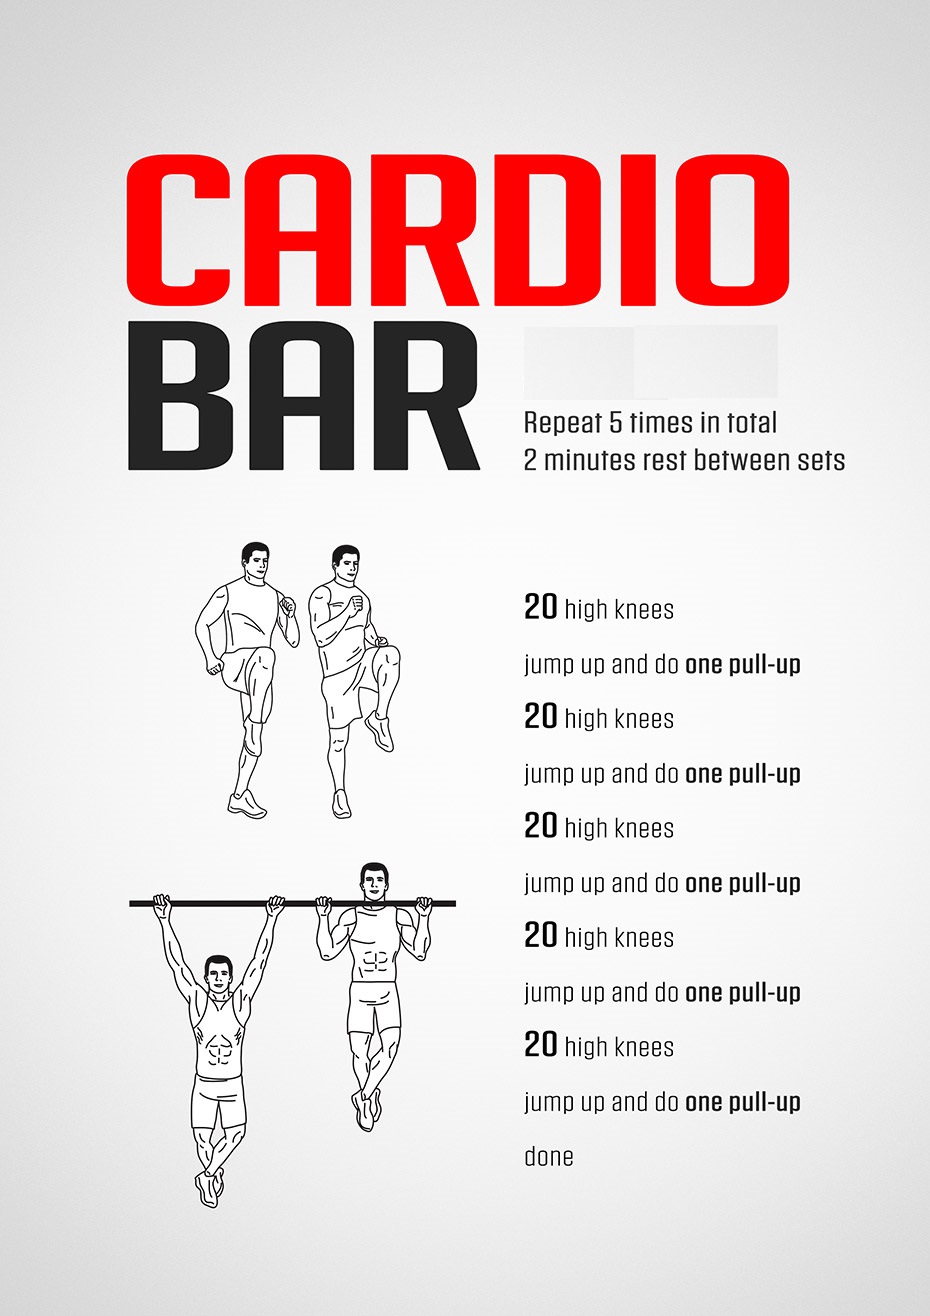 CARDIO
BAR
Repeat 5 times in total
2 minutes rest between sets
20 high knees
jump up and do one pull-up
20 high knees
jump up and do one pull-up
20 high knees
jump up and do one pull-up
20 high knees
jump up and do one pull-up
20 high knees
jump up and do one pull-up
done